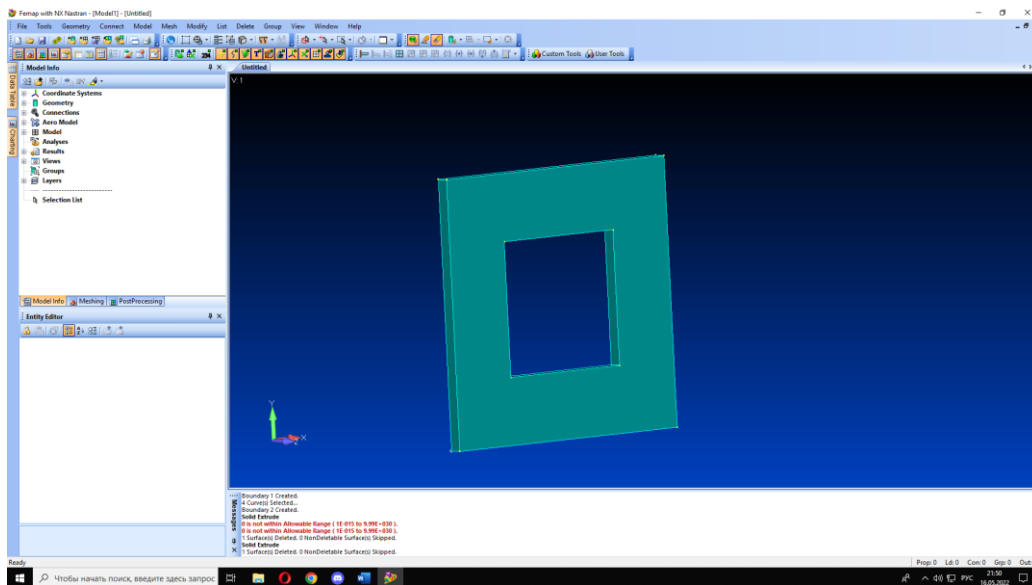 Femap with NX Nastran - [Model1] - [Untitled]
File Tools Geometry Connect Model Mesh Modify List Delete Group View Window Help
Custom Tools User Tools
Model Info
Untitled
V: 1
Data Table
Charting
Coordinate Systems
Geometry
Connections
Aero Model
Model
Analyses
Results
Views
Groups
Layers
Selection List
Model Info Meshing PostProcessing
Entity Editor
Y
X
Z
Messages
Boundary 1 Created.
4 Curve(s) Selected...
Boundary 2 Created.
Solid Extrude
0 is not within Allowable Range ( 1E-015 to 9.99E+030 ).
0 is not within Allowable Range ( 1E-015 to 9.99E+030 ).
1 Surface(s) Deleted. 0 NonDeletable Surface(s) Skipped.
Solid Extrude
1 Surface(s) Deleted. 0 NonDeletable Surface(s) Skipped.
Ready
Prop: 0 Ld: 0 Con: 0 Grp: 0 Out
Чтобы начать поиск, введите здесь запрос
РУС
21:50
16.05.2022